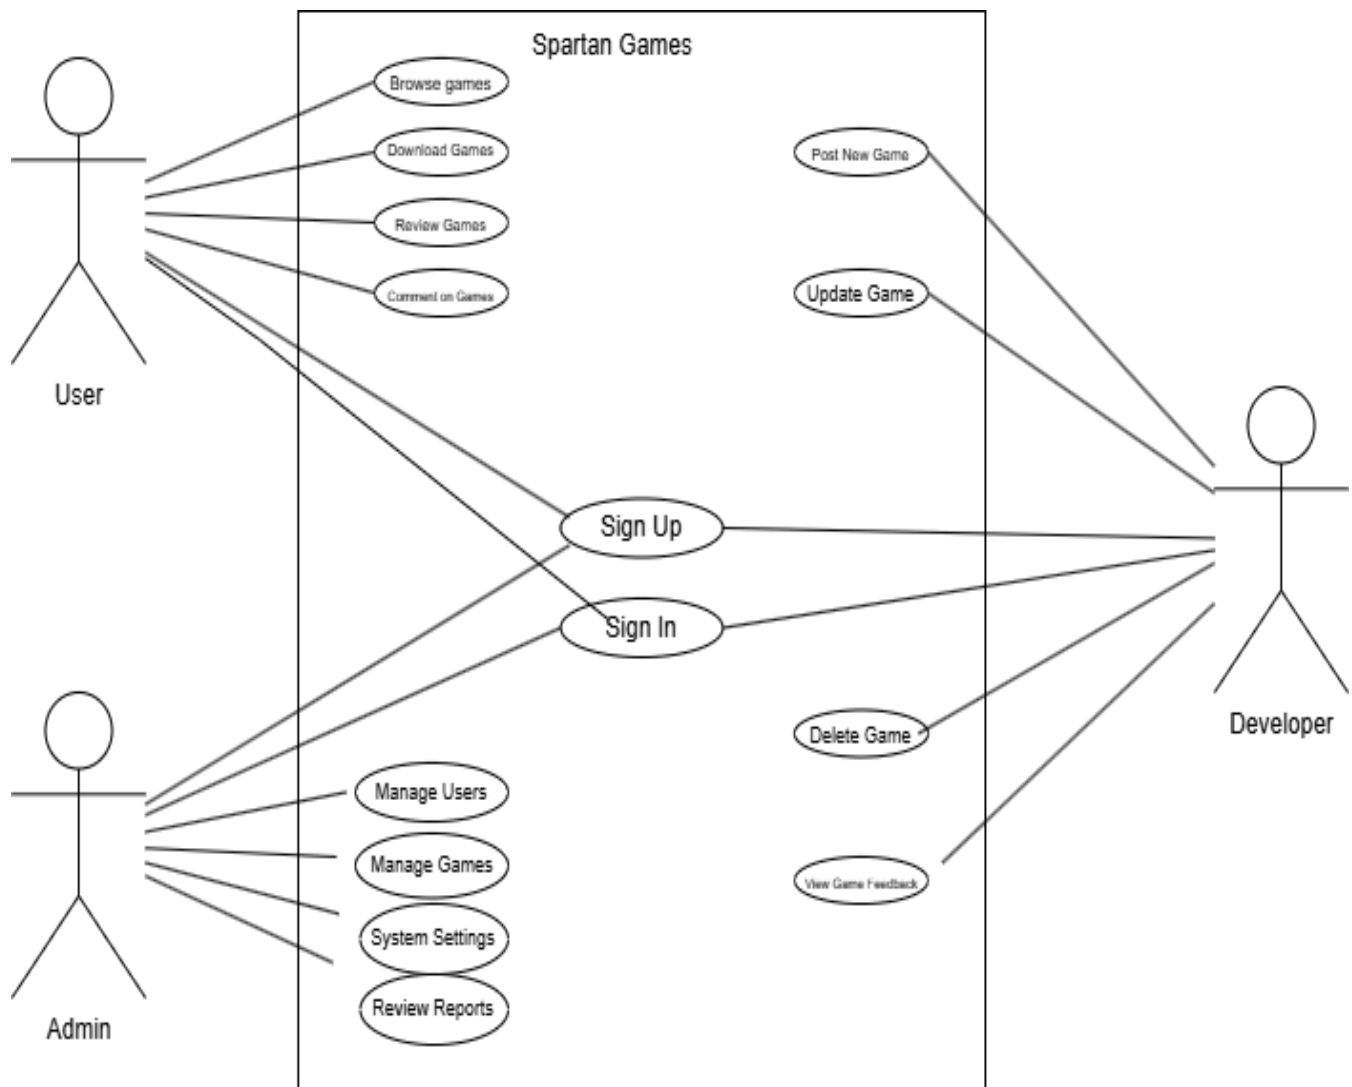 Spartan Games
Browse games
Download Games
Review Games
Comment on Games
Post New Game
Update Game
User
Sign Up
Sign In
Developer
Delete Game
Manage Users
Manage Games
View Game Feedback
System Settings
Review Reports
Admin